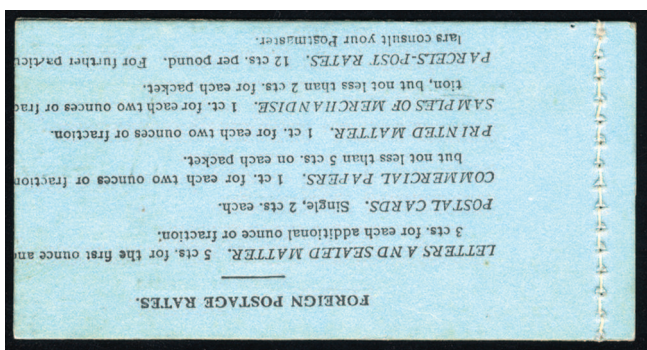 FOREIGN POSTAGE RATES.
LETTERS AND SEALED MATTER. 5 cts. for the first ounce and
3 cts. for each additional ounce or fraction.
POSTAL CARDS. Single, 2 cts. each.
COMMERCIAL PAPERS. 1 ct. for each two ounces or fraction
but not less than 5 cts. on each packet.
PRINTED MATTER. 1 ct. for each two ounces or fraction.
SAMPLES OF MERCHANDISE. 1 ct. for each two ounces or frac
tion, but not less than 2 cts. for each packet.
PARCELS-POST RATES. 12 cts. per pound. For further particu
lars consult your Postmaster.